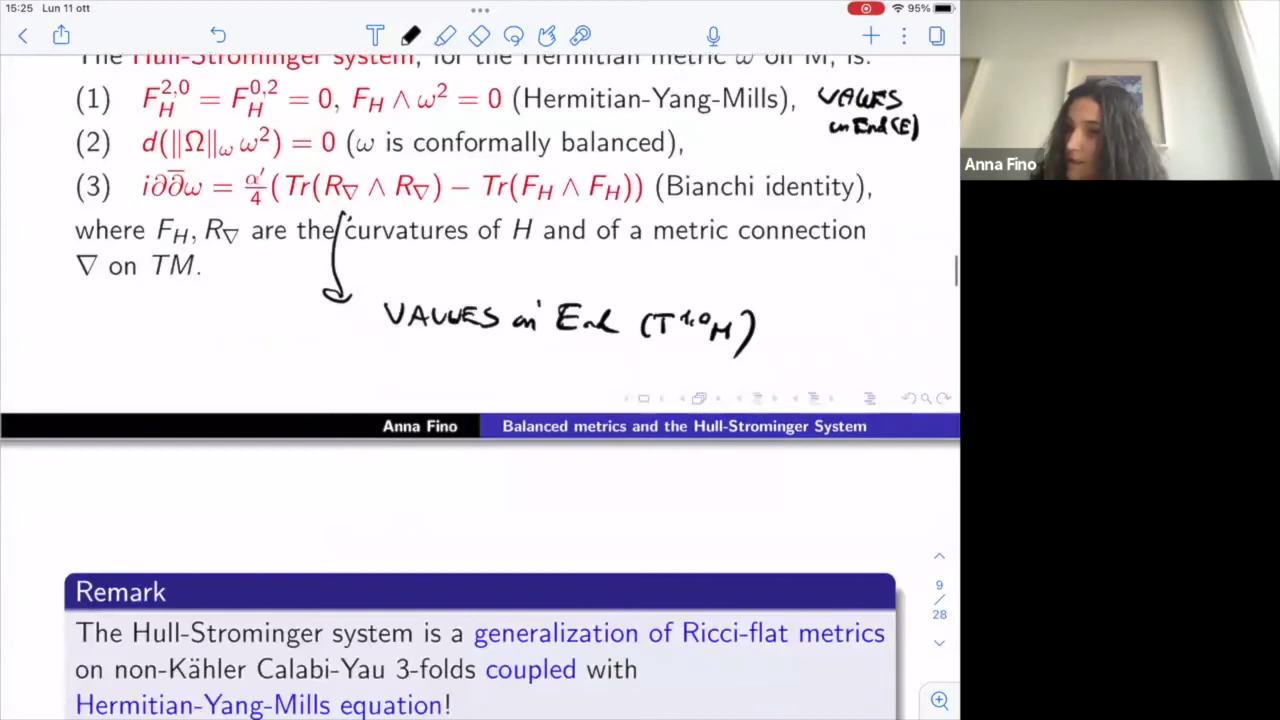 15:25 Lun 11 ott
95%
The Hull-Strominger system, for the Hermitian metric ω on M, is:
(1) F_H^{2,0} = F_H^{0,2} = 0, F_H ∧ ω² = 0 (Hermitian-Yang-Mills), VALUES
in End(E)
(2) d(‖Ω‖_ω ω²) = 0 (ω is conformally balanced),
(3) i∂∂̄ω = α′/4 (Tr(R_∇ ∧ R_∇) − Tr(F_H ∧ F_H)) (Bianchi identity),
where F_H, R_∇ are the curvatures of H and of a metric connection
∇ on TM.
VALUES in End (T^{1,0}M)
Anna Fino
Balanced metrics and the Hull-Strominger System
Remark
The Hull-Strominger system is a generalization of Ricci-flat metrics
on non-Kähler Calabi-Yau 3-folds coupled with
Hermitian-Yang-Mills equation!
9
/
28
Anna Fino